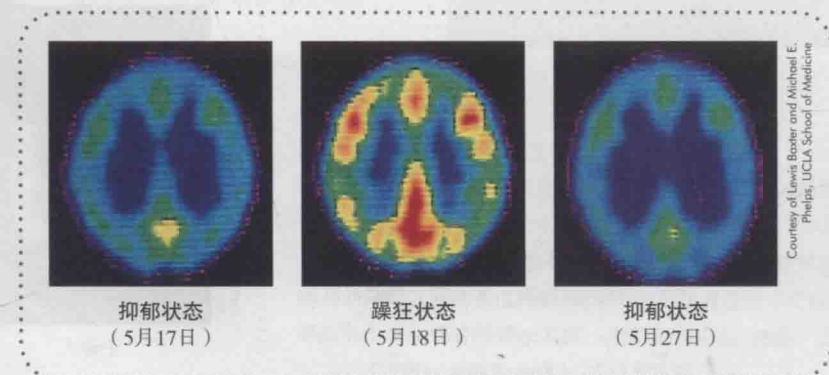 抑郁状态
（5月17日）
躁狂状态
（5月18日）
抑郁状态
（5月27日）
Courtesy of Lewis Baxter and Michael E.
Phelps, UCLA School of Medicine